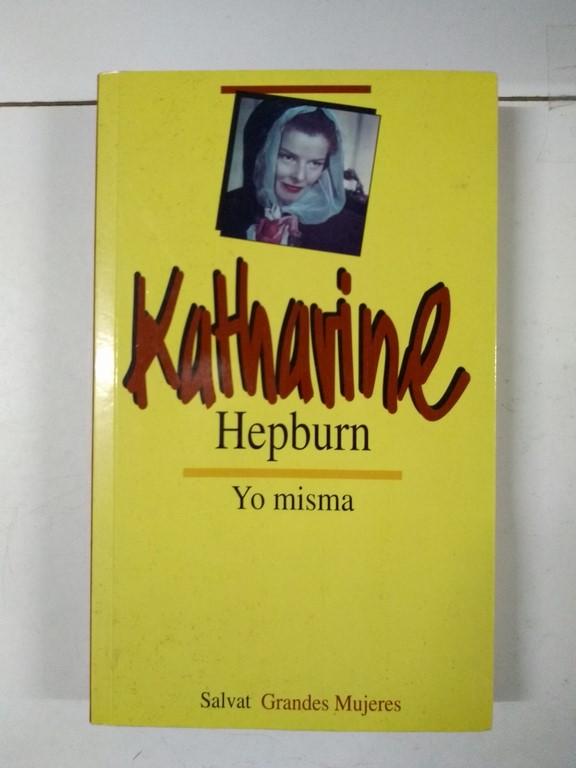 Katharine
Hepburn
Yo misma
Salvat Grandes Mujeres